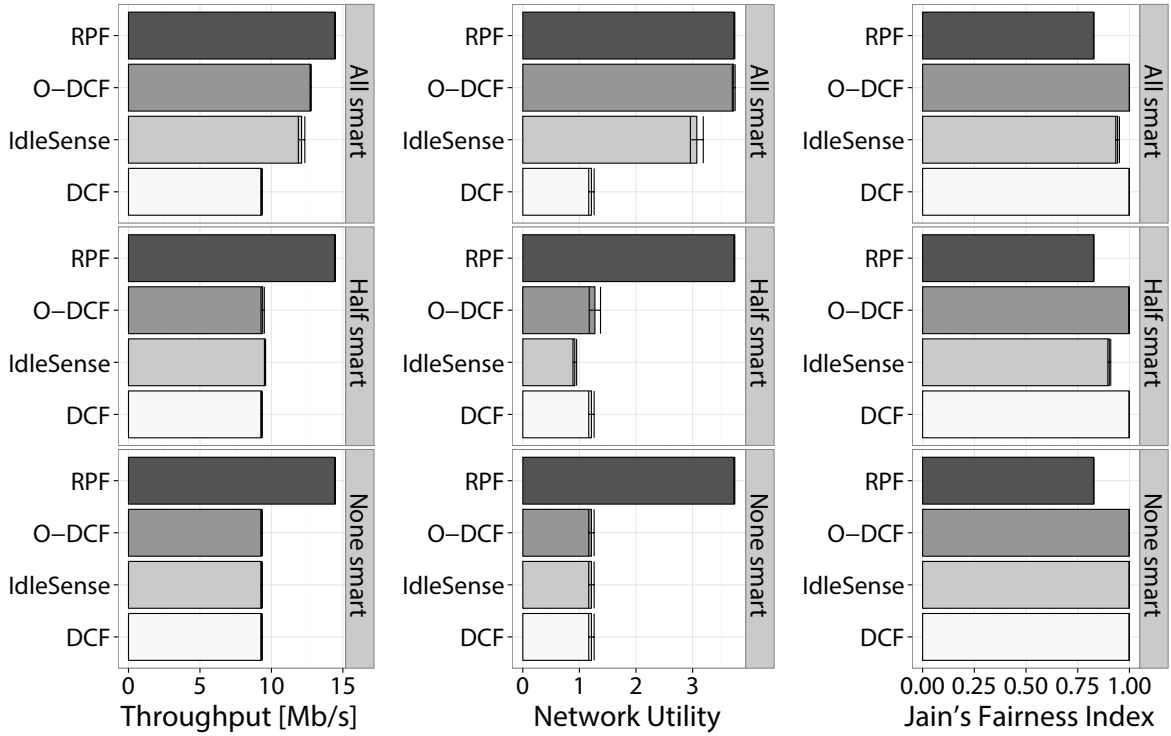 RPF
O−DCF
IdleSense
DCF
All smart
RPF
O−DCF
IdleSense
DCF
Half smart
RPF
O−DCF
IdleSense
DCF
None smart
0 5 10 15
Throughput [Mb/s]
RPF
O−DCF
IdleSense
DCF
All smart
RPF
O−DCF
IdleSense
DCF
Half smart
RPF
O−DCF
IdleSense
DCF
None smart
0 1 2 3
Network Utility
RPF
O−DCF
IdleSense
DCF
All smart
RPF
O−DCF
IdleSense
DCF
Half smart
RPF
O−DCF
IdleSense
DCF
None smart
0.00 0.25 0.50 0.75 1.00
Jain’s Fairness Index